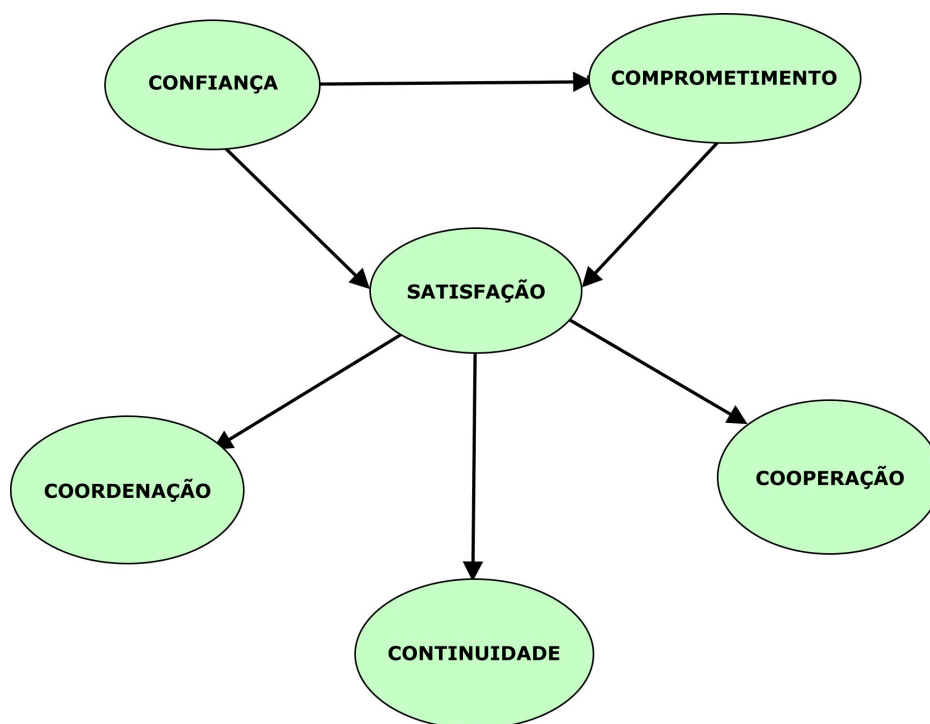 CONFIANÇA
COMPROMETIMENTO
SATISFAÇÃO
COORDENAÇÃO
COOPERAÇÃO
CONTINUIDADE